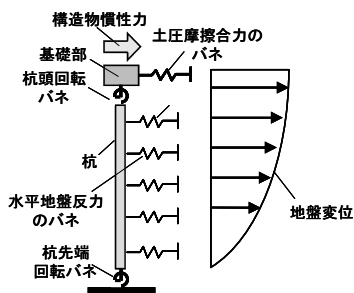 構造物慣性力
土圧摩擦合力の
バネ
基礎部
杭頭回転
バネ
杭
水平地盤反力
のバネ
地盤変位
杭先端
回転バネ